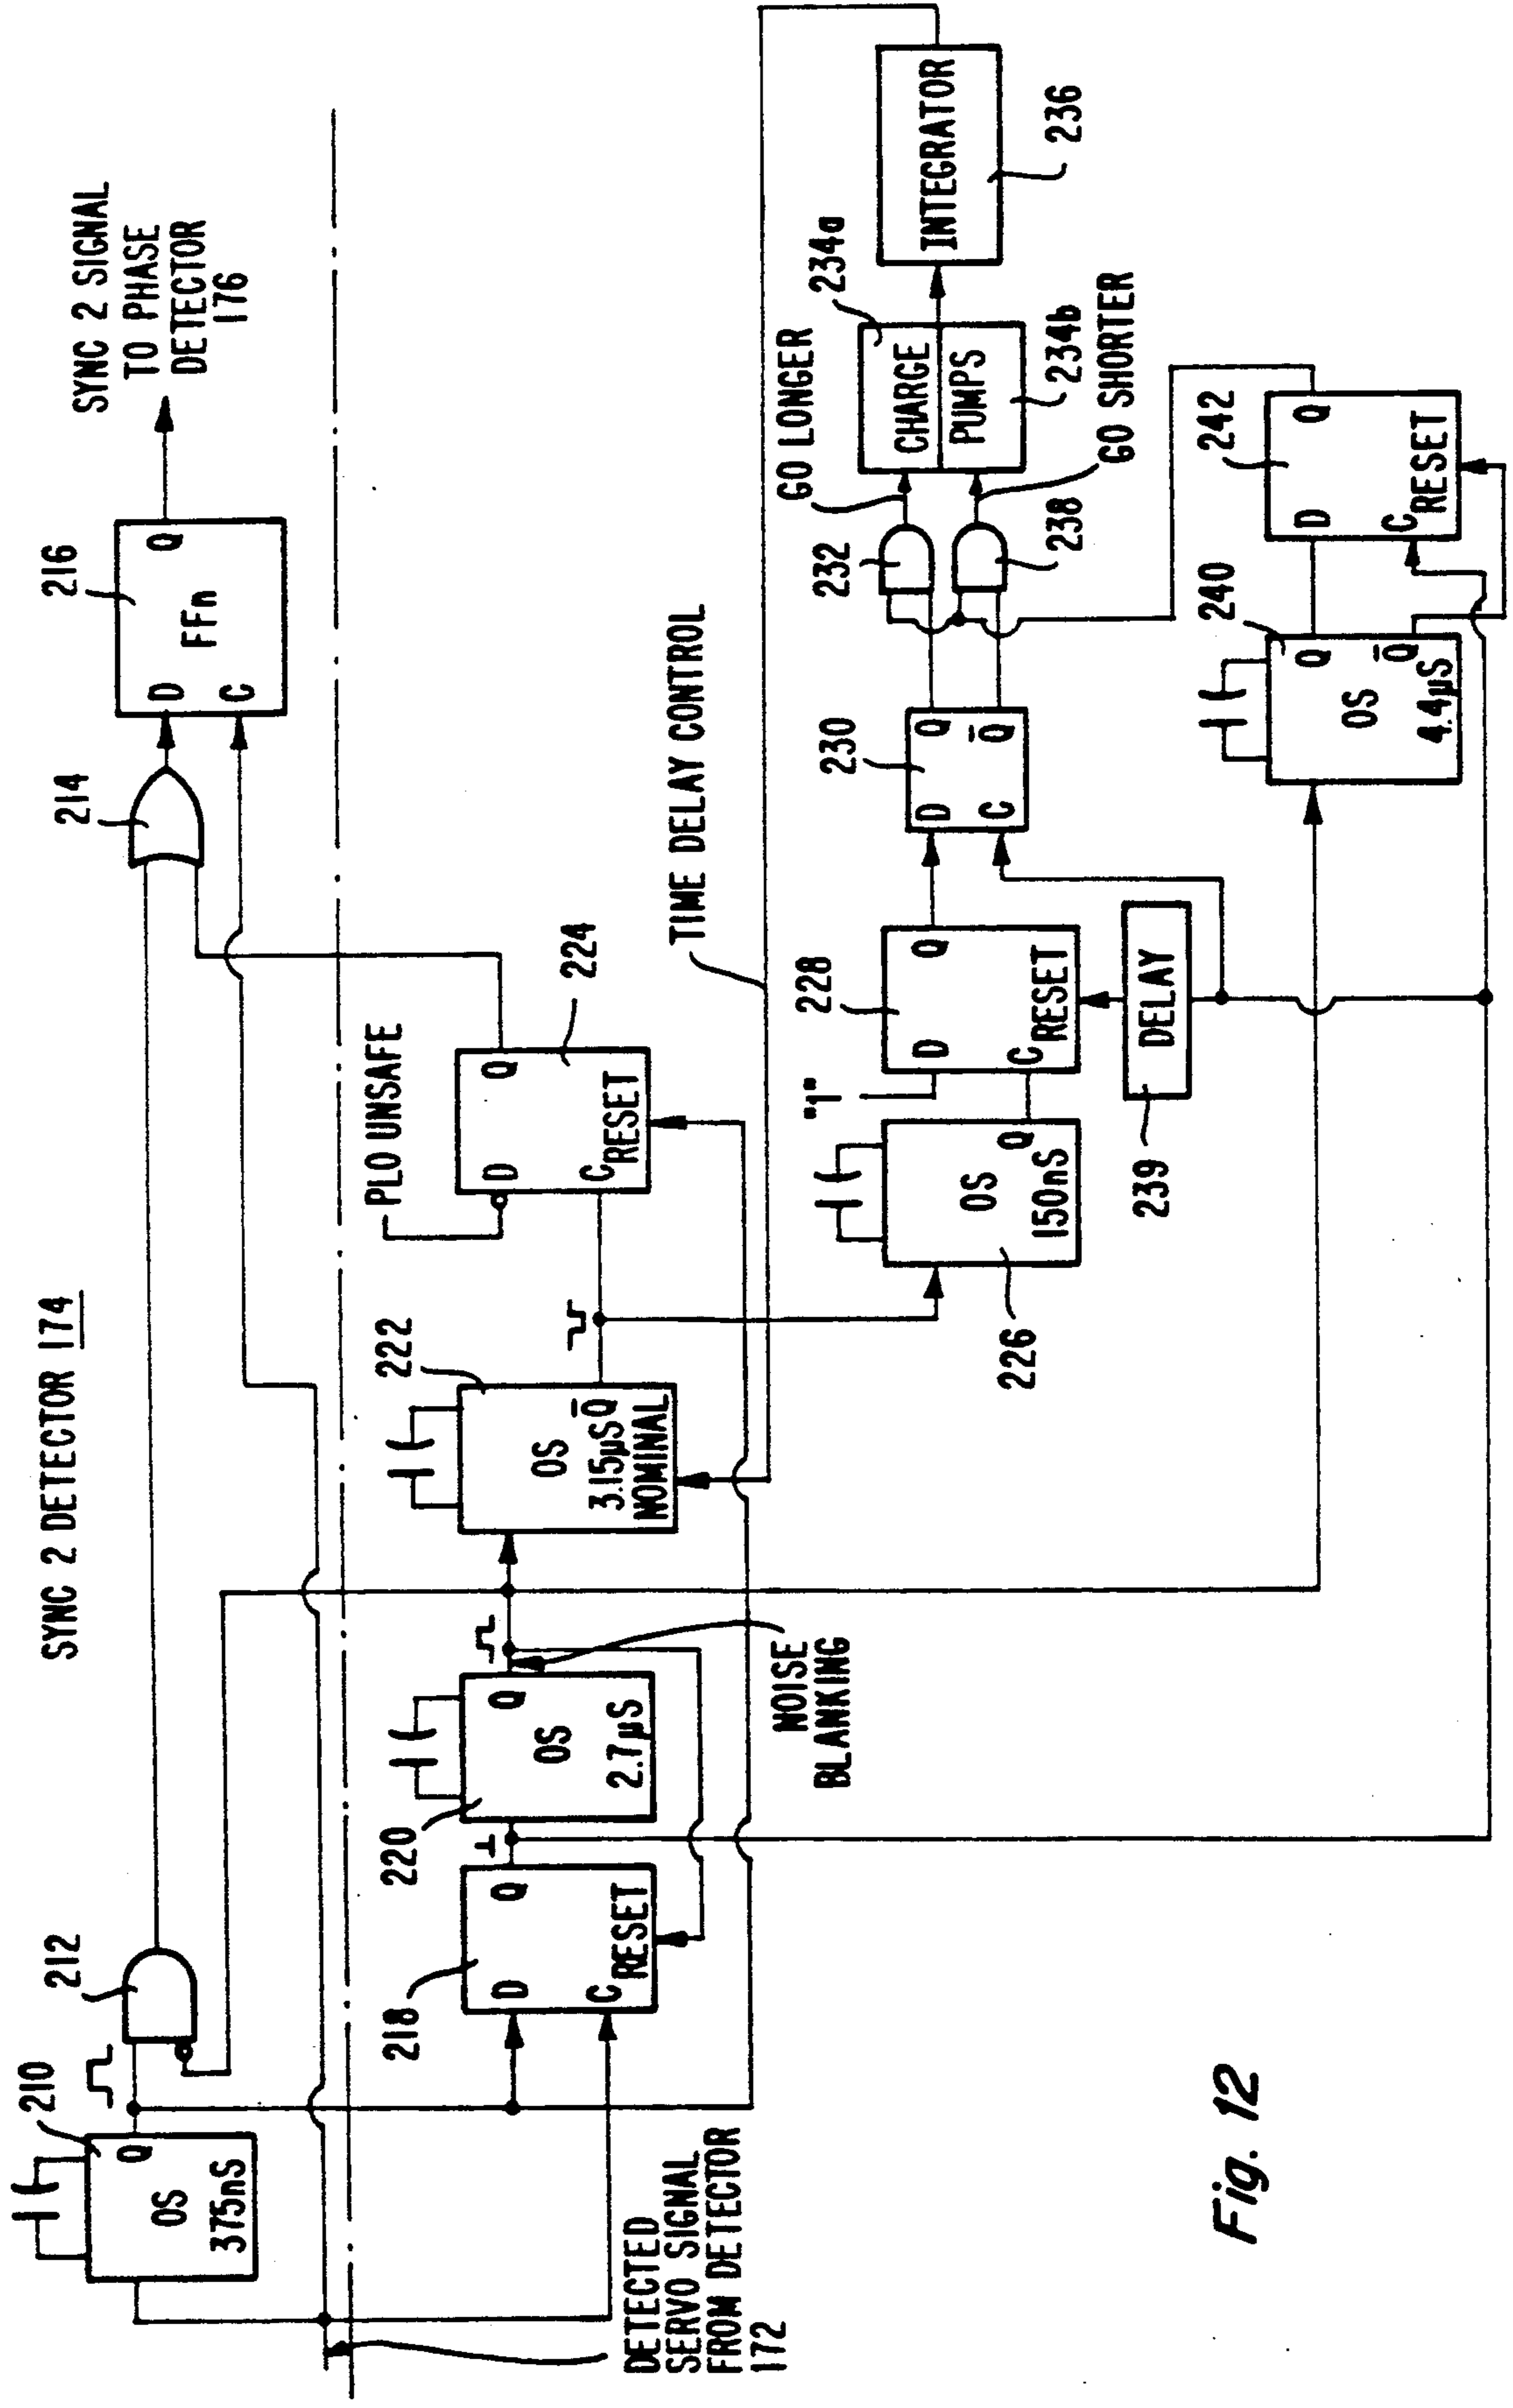 SYNC 2 DETECTOR 174
210
Q
OS
375nS
212
214
216
D
Q
FFn
C
SYNC 2 SIGNAL
TO PHASE
DETECTOR
176
DETECTED
SERVO SIGNAL
FROM DETECTOR
172
218
D
Q
C
RESET
220
Q
OS
2.7µS
NOISE
BLANKING
222
OS
3.15µS Q̅
NOMINAL
PLO UNSAFE
224
D
Q
C
RESET
TIME DELAY CONTROL
226
OS
Q
150nS
"1"
228
D
Q
C
RESET
DELAY
239
230
D
Q
C
Q̅
232
238
GO LONGER
GO SHORTER
234a
CHARGE
PUMPS
234b
INTEGRATOR
236
240
Q
OS
Q̅
4.4µS
242
D
Q
C
RESET
Fig. 12